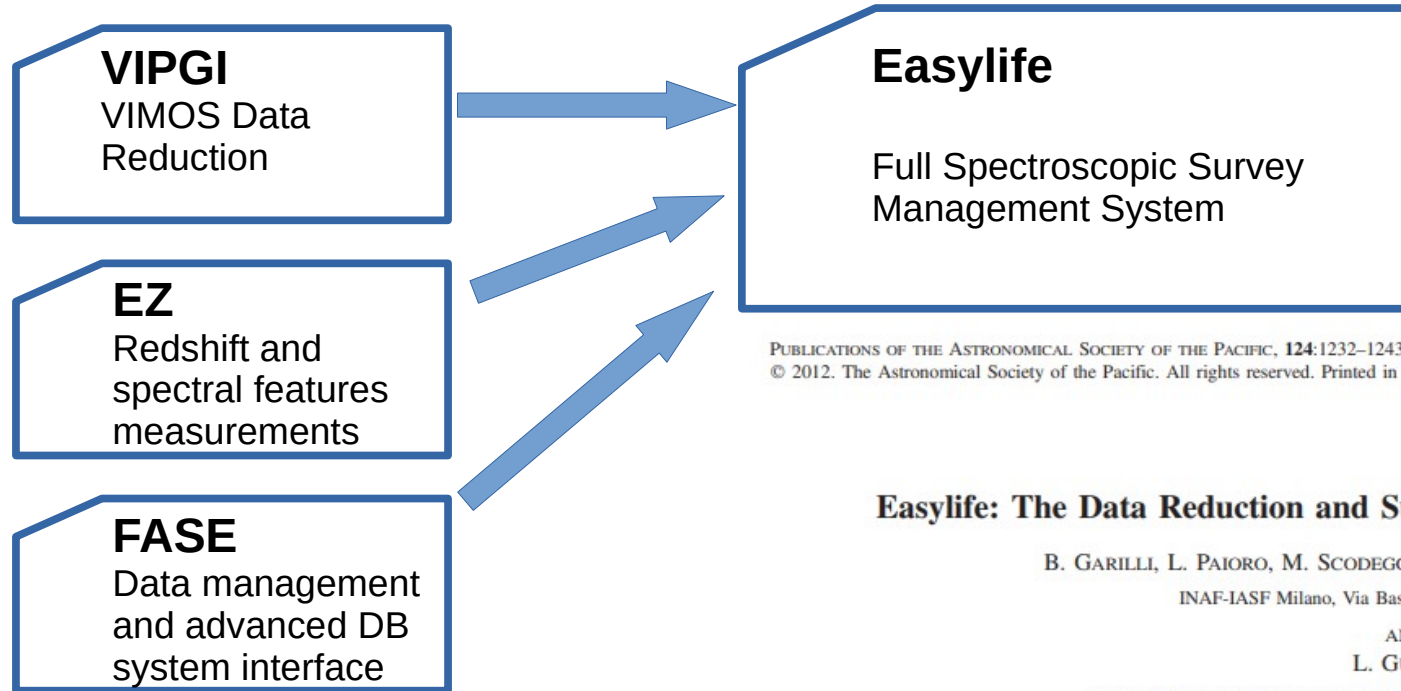 VIPGI
VIMOS Data
Reduction
EZ
Redshift and
spectral features
measurements
FASE
Data management
and advanced DB
system interface
Easylife
Full Spectroscopic Survey
Management System
PUBLICATIONS OF THE ASTRONOMICAL SOCIETY OF THE PACIFIC, 124:1232–1243
© 2012. The Astronomical Society of the Pacific. All rights reserved. Printed in
Easylife: The Data Reduction and
B. GARILLI, L. PAIORO, M.
INAF-IASF Milano, Via
L.